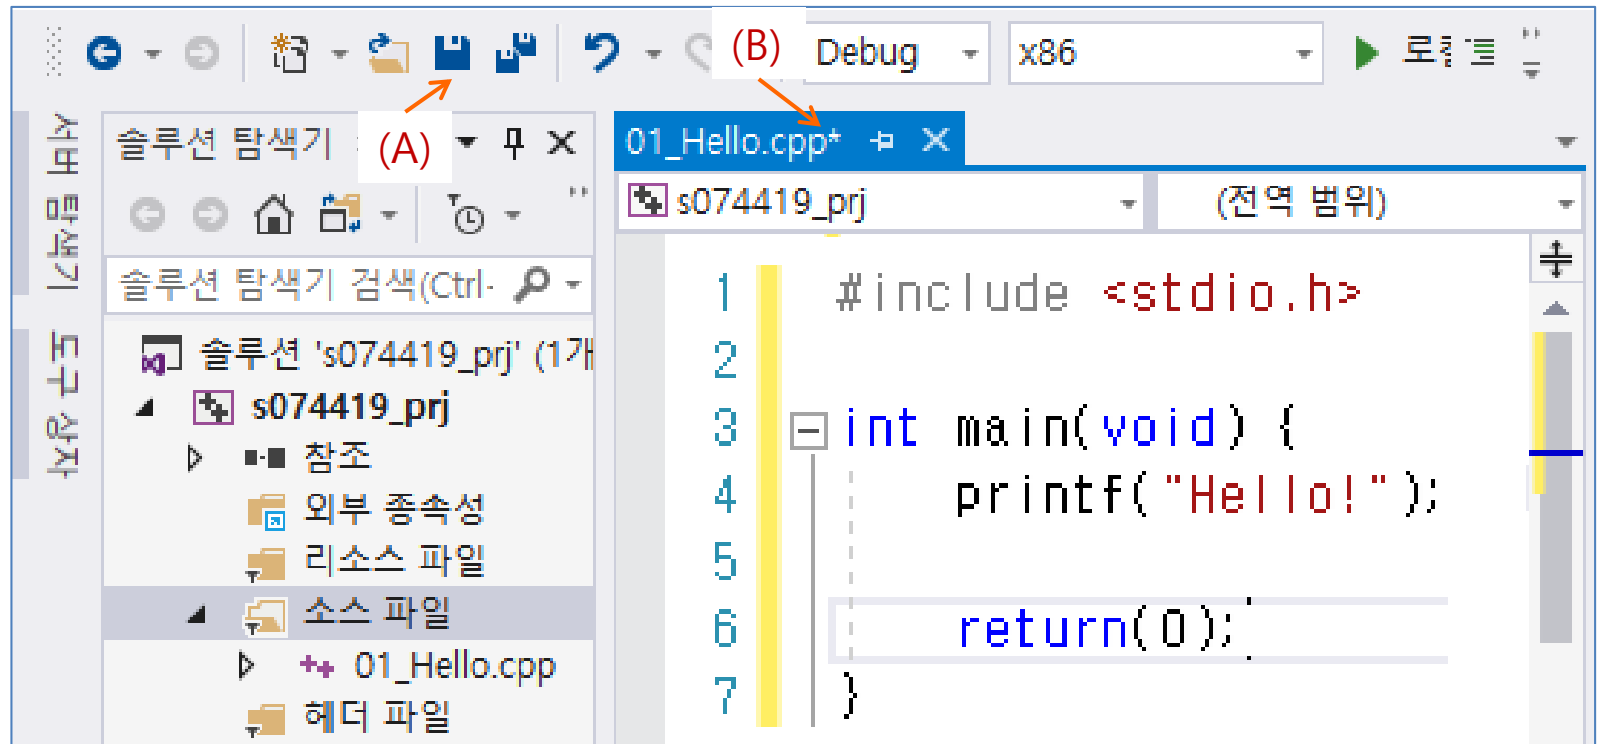 (B)
Debug
x86
로컬
서버 탐색기
도구 상자
솔루션 탐색기
(A)
솔루션 탐색기 검색(Ctrl-
솔루션 's074419_prj' (1개
s074419_prj
참조
외부 종속성
리소스 파일
소스 파일
01_Hello.cpp
헤더 파일
01_Hello.cpp*
s074419_prj
(전역 범위)
1 #include <stdio.h>
2
3 int main(void) {
4 printf("Hello!");
5
6 return(0);
7 }